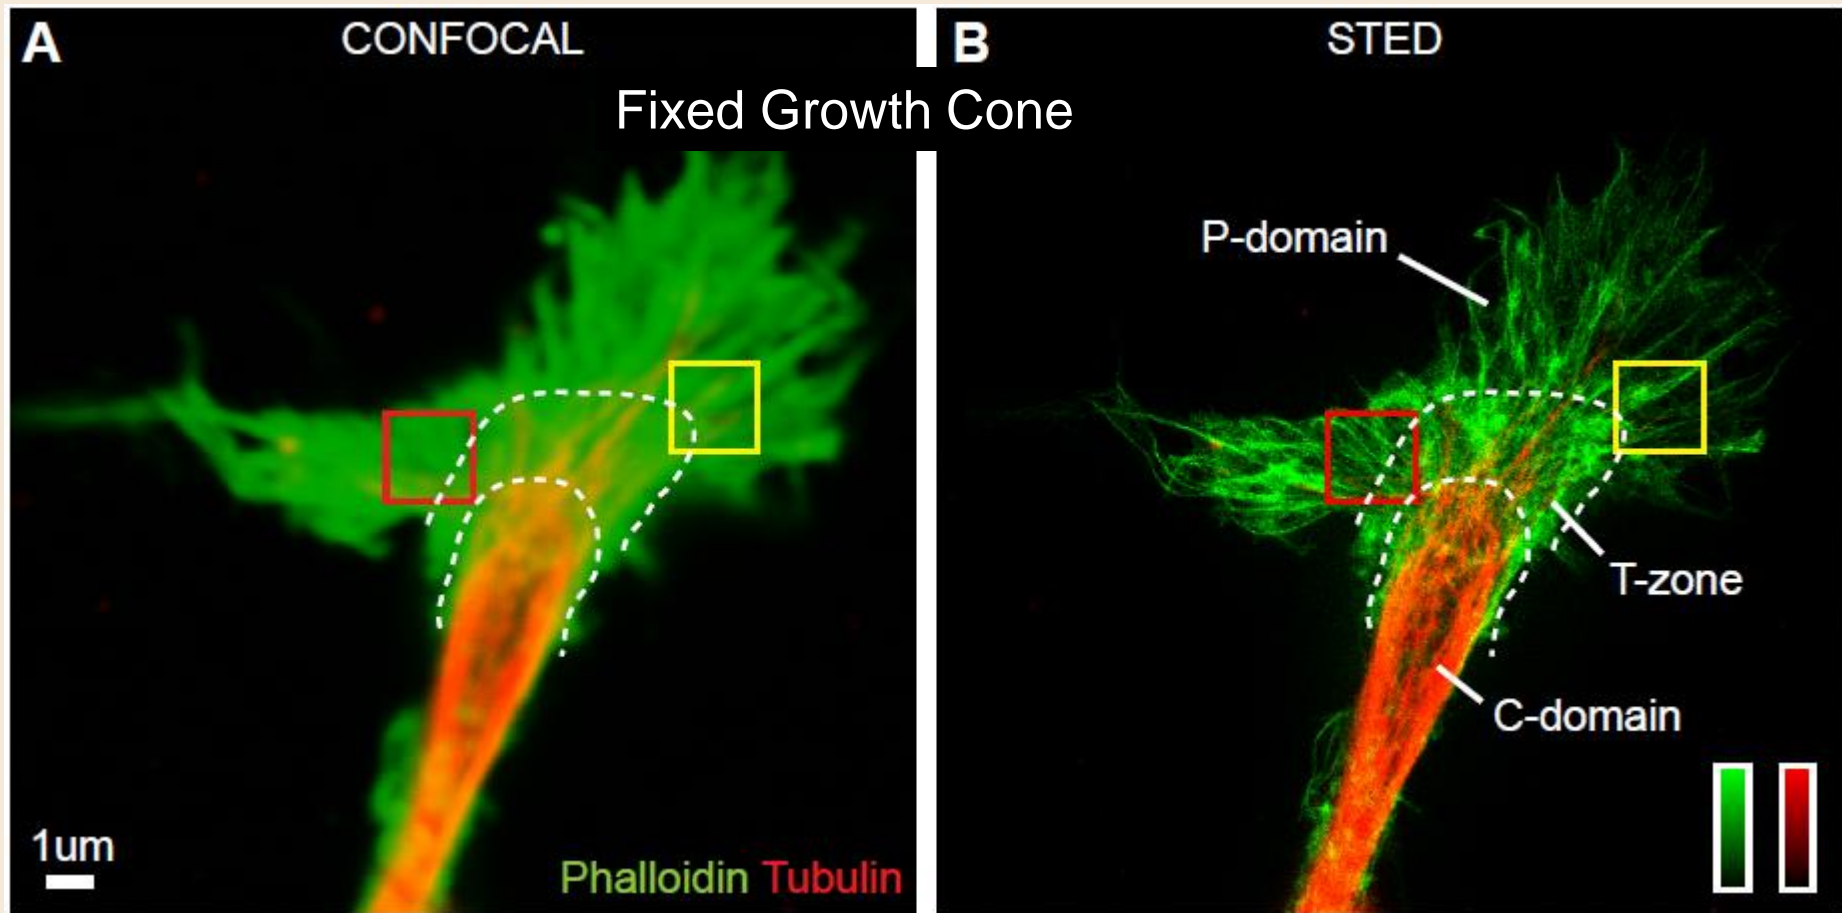 A
CONFOCAL
B
STED
Fixed Growth Cone
P-domain
T-zone
C-domain
1um
Phalloidin Tubulin